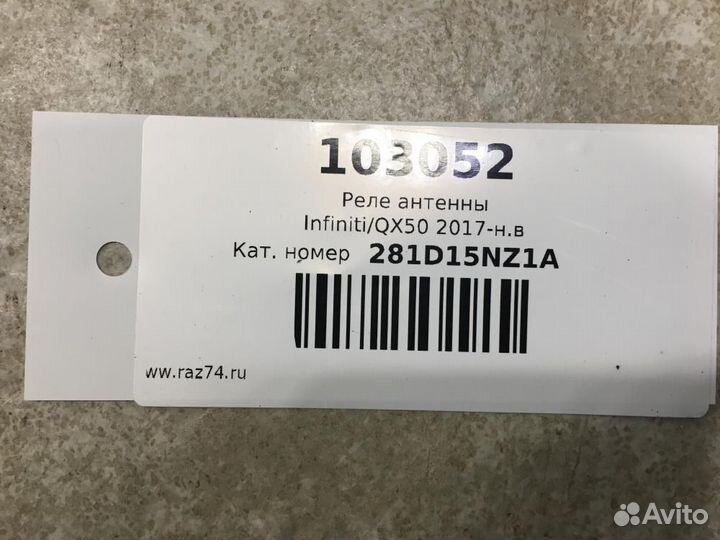 103052
Реле антенны
Infiniti/QX50 2017-н.в
Кат. номер 281D15NZ1A
ww.raz74.ru
Avito